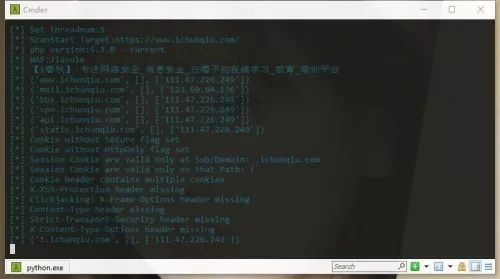 Cmder
[*] Set threadnum:5
[*] ScanStart Target:https://www.ichunqiu.com/
[*] php version:5.3.0 - current
[*] WAF:Jiasule
[*] 【i春秋】-专注网络安全_信息安全_白帽子的在线学习_教育_培训平台
[*] ('www.ichunqiu.com', [], ['111.47.226.249'])
[*] ('mail.ichunqiu.com', [], ['123.59.84.136'])
[*] ('bbs.ichunqiu.com', [], ['111.47.226.249'])
[*] ('vpn.ichunqiu.com', [], ['111.47.226.249'])
[*] ('api.ichunqiu.com', [], ['111.47.226.249'])
[*] ('static.ichunqiu.com', [], ['111.47.226.249'])
[*] Cookie without Secure flag set
[*] Cookie without HttpOnly flag set
[*] Session Cookie are valid only at Sub/Domain: .ichunqiu.com
[*] Session Cookie are valid only on that Path: /
[*] Cookie Header contains multiple cookies
[*] X-XSS-Protection header missing
[*] Clickjacking: X-Frame-Options header missing
[*] Content-Type header missing
[*] Strict-Transport-Security header missing
[*] X-Content-Type-Options header missing
[*] ('t.ichunqiu.com', [], ['111.47.226.249'])
python.exe
Search